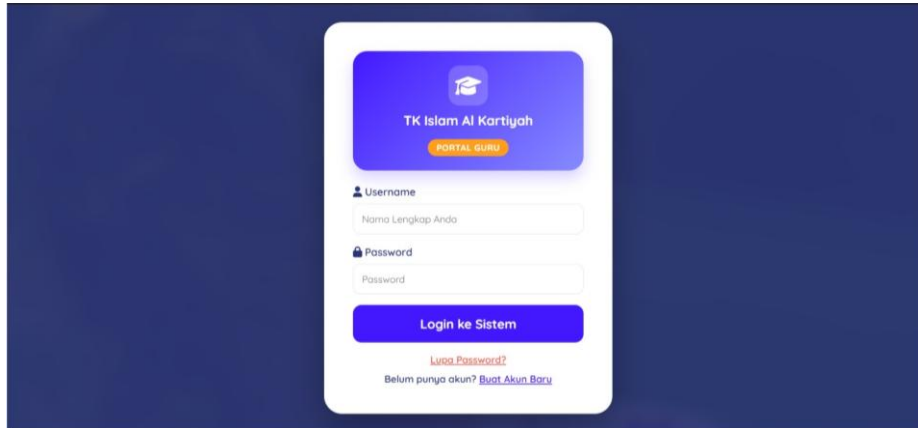 TK Islam Al Kartiyah
PORTAL GURU
Username
Nama Lengkap Anda
Password
Password
Login ke Sistem
Lupa Password?
Belum punya akun? Buat Akun Baru